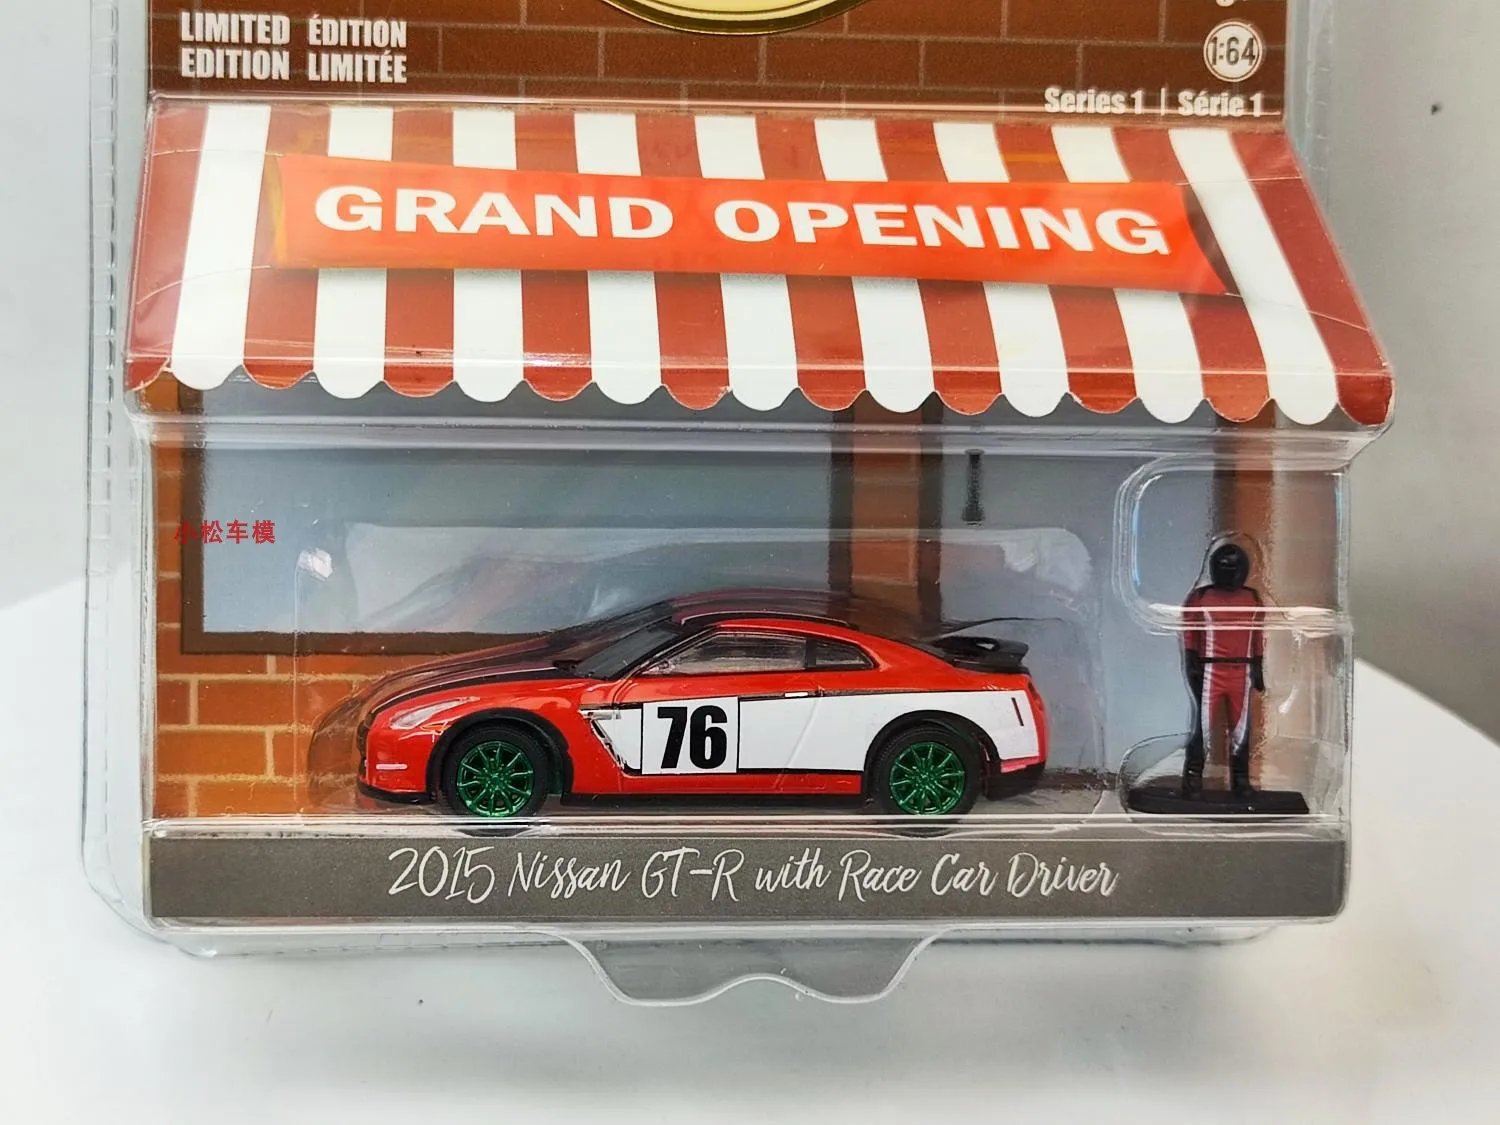 LIMITED ÉDITION
EDITION LIMITÉE
1:64
Series 1 | Série 1
GRAND OPENING
小松车模
76
2015 Nissan GT-R with Race Car Driver